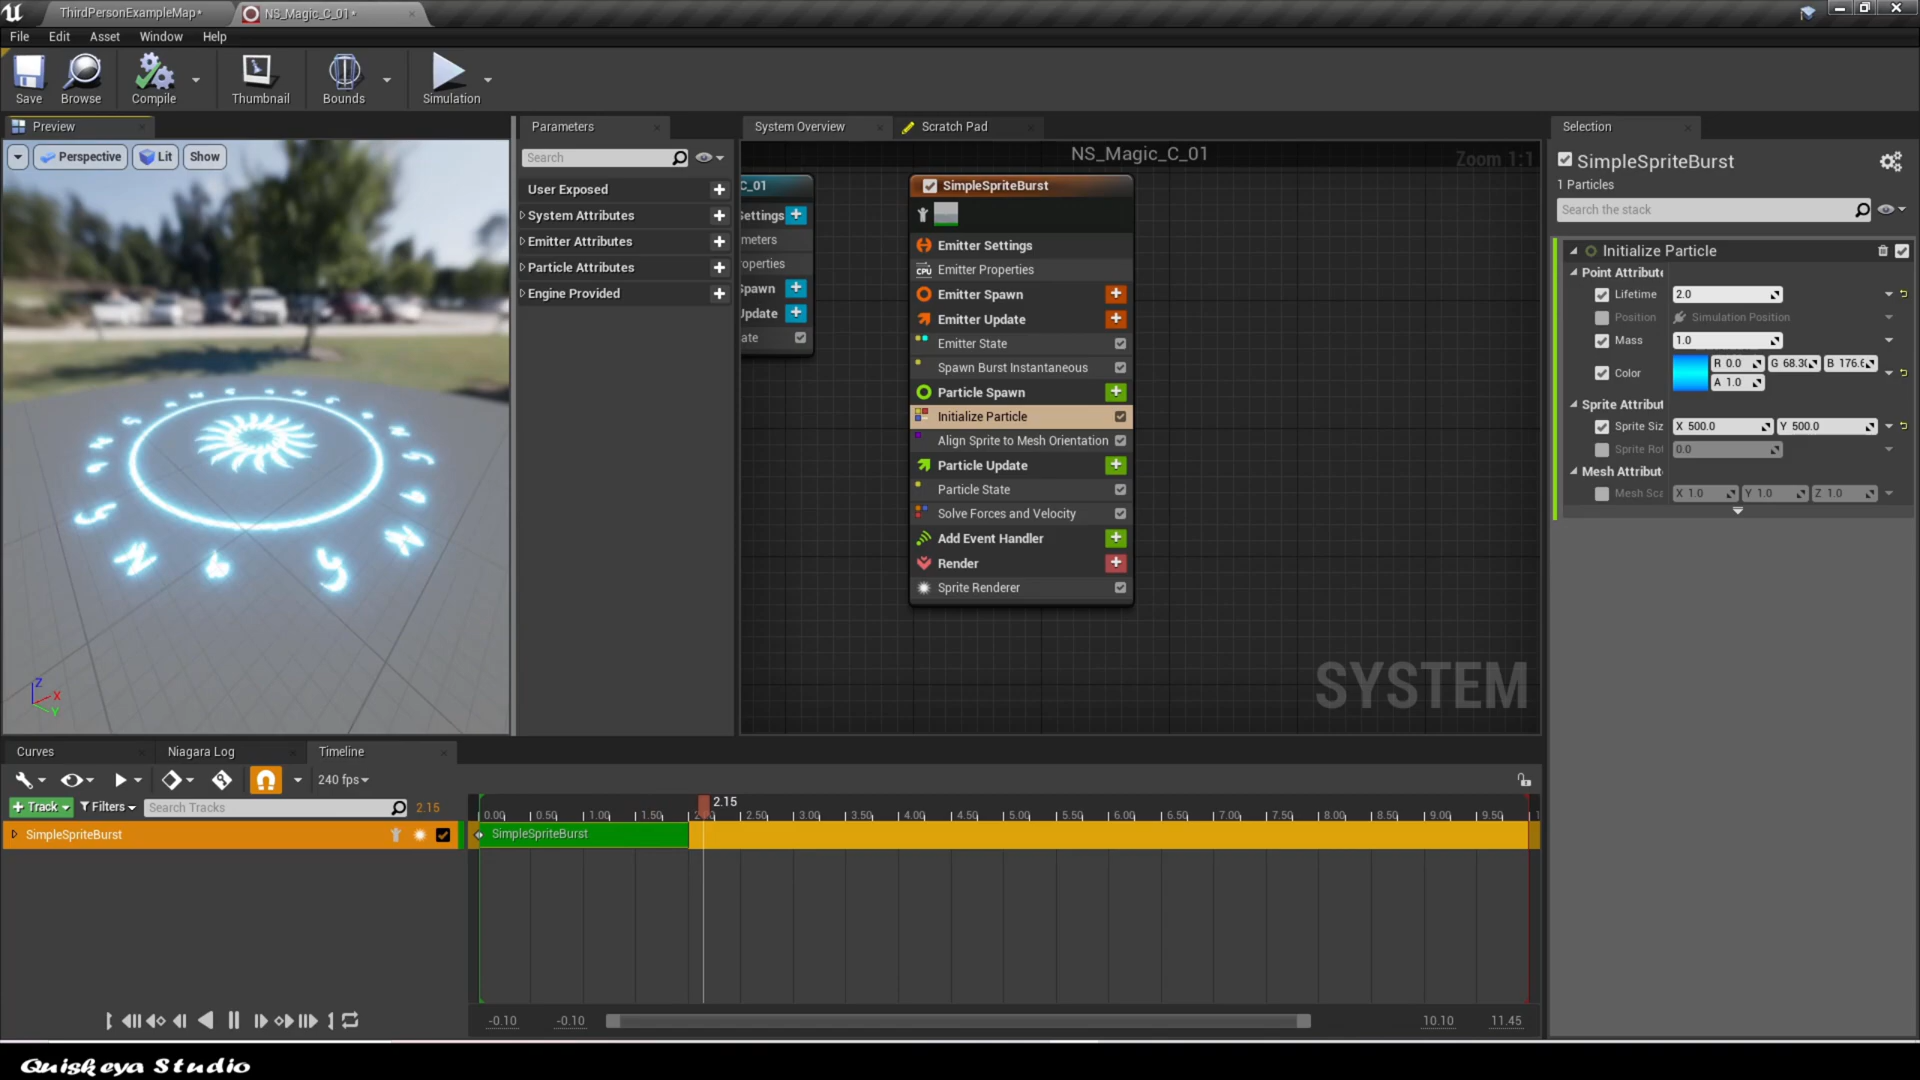 ThirdPersonExampleMap*
NS_Magic_C_01*
File Edit Asset Window Help
Save Browse Compile Thumbnail Bounds Simulation
Preview
Perspective Lit Show
Z
X
Y
Parameters
Search
User Exposed
System Attributes
Emitter Attributes
Particle Attributes
Engine Provided
System Overview
Scratch Pad
NS_Magic_C_01
Zoom 1:1
C_01
Settings
meters
operties
pawn
Update
ate
SimpleSpriteBurst
Emitter Settings
CPU Emitter Properties
Emitter Spawn
Emitter Update
Emitter State
Spawn Burst Instantaneous
Particle Spawn
Initialize Particle
Align Sprite to Mesh Orientation
Particle Update
Particle State
Solve Forces and Velocity
Add Event Handler
Render
Sprite Renderer
SYSTEM
Selection
SimpleSpriteBurst
1 Particles
Search the stack
Initialize Particle
Point Attribute
Lifetime 2.0
Position Simulation Position
Mass 1.0
Color R 0.0 G 68.3 B 176.6
A 1.0
Sprite Attribut
Sprite Siz X 500.0 Y 500.0
Sprite Rot 0.0
Mesh Attribut
Mesh Sca X 1.0 Y 1.0 Z 1.0
Curves Niagara Log Timeline
240 fps
Track Filters Search Tracks 2.15
SimpleSpriteBurst
2.15
0.00 0.50 1.00 1.50 2.50 3.00 3.50 4.00 4.50 5.00 5.50 6.00 6.50 7.00 7.50 8.00 8.50 9.00 9.50
SimpleSpriteBurst
-0.10 -0.10 10.10 11.45
Quiskeya Studio